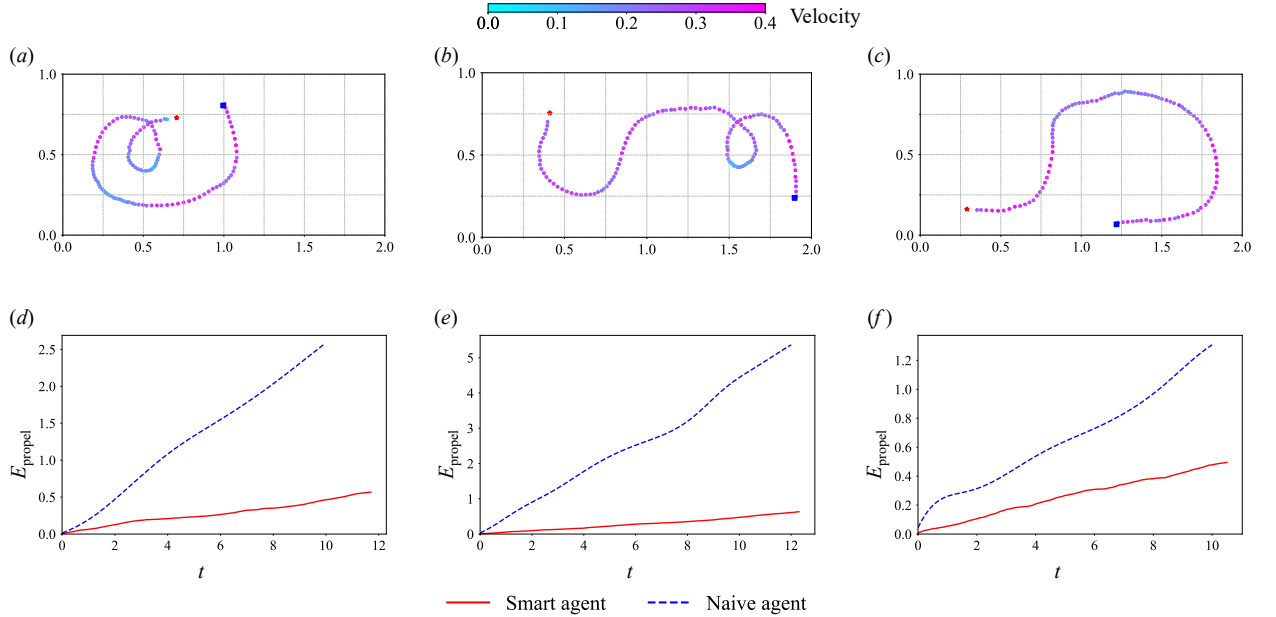 0.0 0.1 0.2 0.3 0.4 Velocity
(a) (b) (c)
1.0 0.5 0.0
0.0 0.5 1.0 1.5 2.0
1.0 0.5 0.0
0.0 0.5 1.0 1.5 2.0
1.0 0.5 0.0
0.0 0.5 1.0 1.5 2.0
(d) (e) (f)
E propel
2.5 2.0 1.5 1.0 0.5 0.0
0 2 4 6 8 10 12
t
E propel
5 4 3 2 1 0
0 2 4 6 8 10 12
t
E propel
1.2 1.0 0.8 0.6 0.4 0.2 0.0
0 2 4 6 8 10
t
Smart agent Naive agent